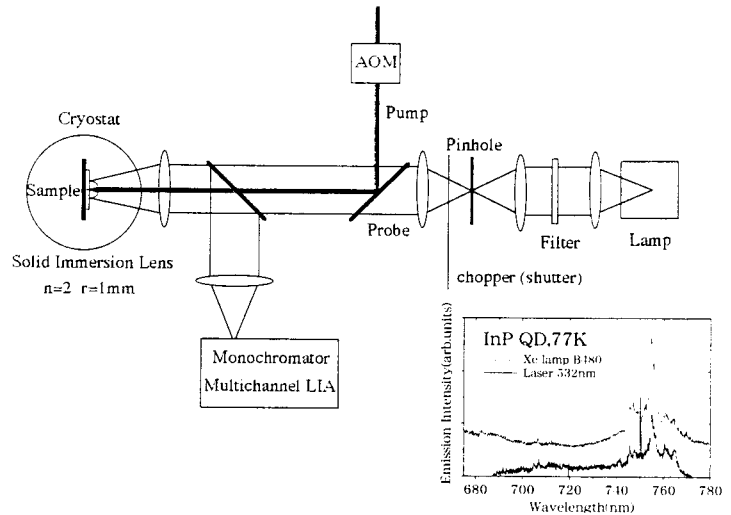 AOM
Pump
Cryostat
Pinhole
Sample
Probe
Filter
Lamp
Solid Immersion Lens
n=2 r=1mm
chopper (shutter)
Monochromator
Multichannel LIA
InP QD,77K
Xe lamp B480
Laser 532nm
Emission Intensity(arb.units)
680 700 720 740 760 780
Wavelength(nm)